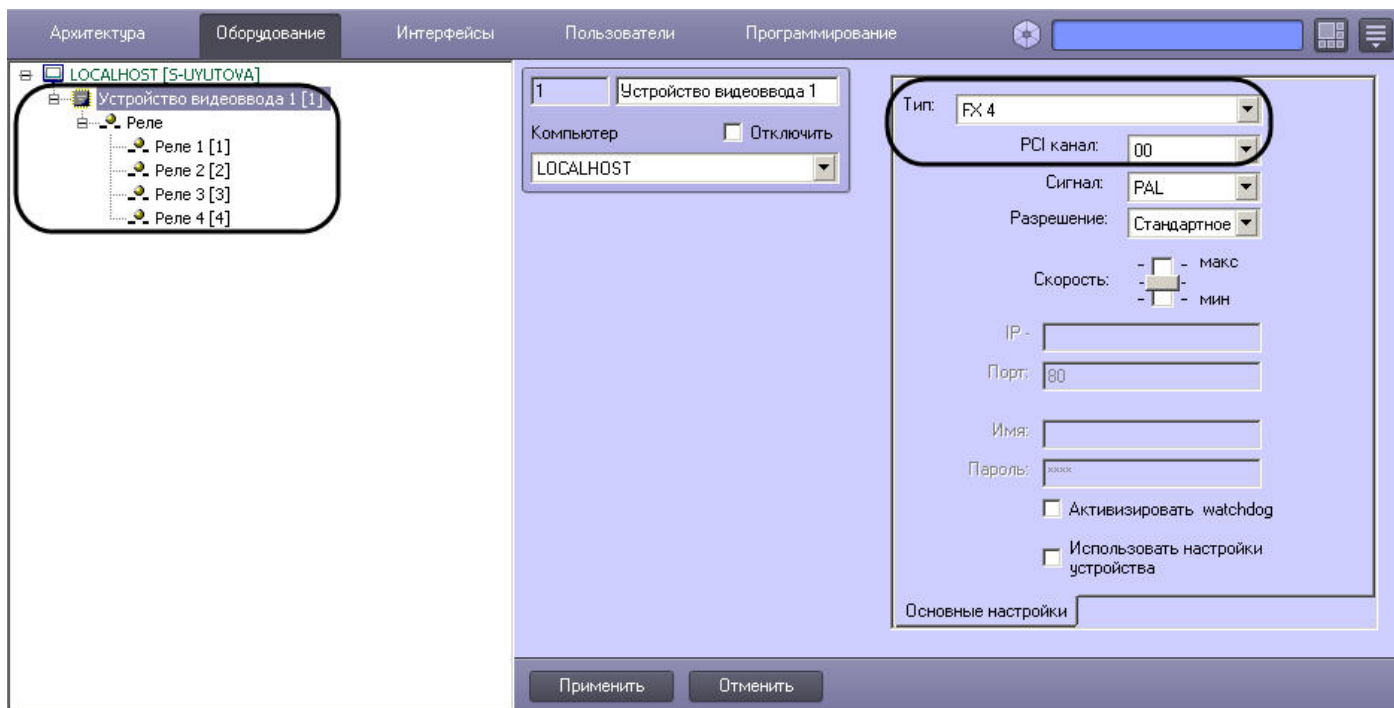 Архитектура Оборудование Интерфейсы Пользователи Программирование
LOCALHOST [S-UYUTOVA]
Устройство видеоввода 1 [1]
Реле
Реле 1 [1]
Реле 2 [2]
Реле 3 [3]
Реле 4 [4]
1 Устройство видеоввода 1
Компьютер Отключить
LOCALHOST
Тип: FX 4
PCI канал: 00
Сигнал: PAL
Разрешение: Стандартное
Скорость: - - макс
- -
- - мин
IP -
Порт: 80
Имя:
Пароль: xxxx
Активизировать watchdog
Использовать настройки
устройства
Основные настройки
Применить Отменить